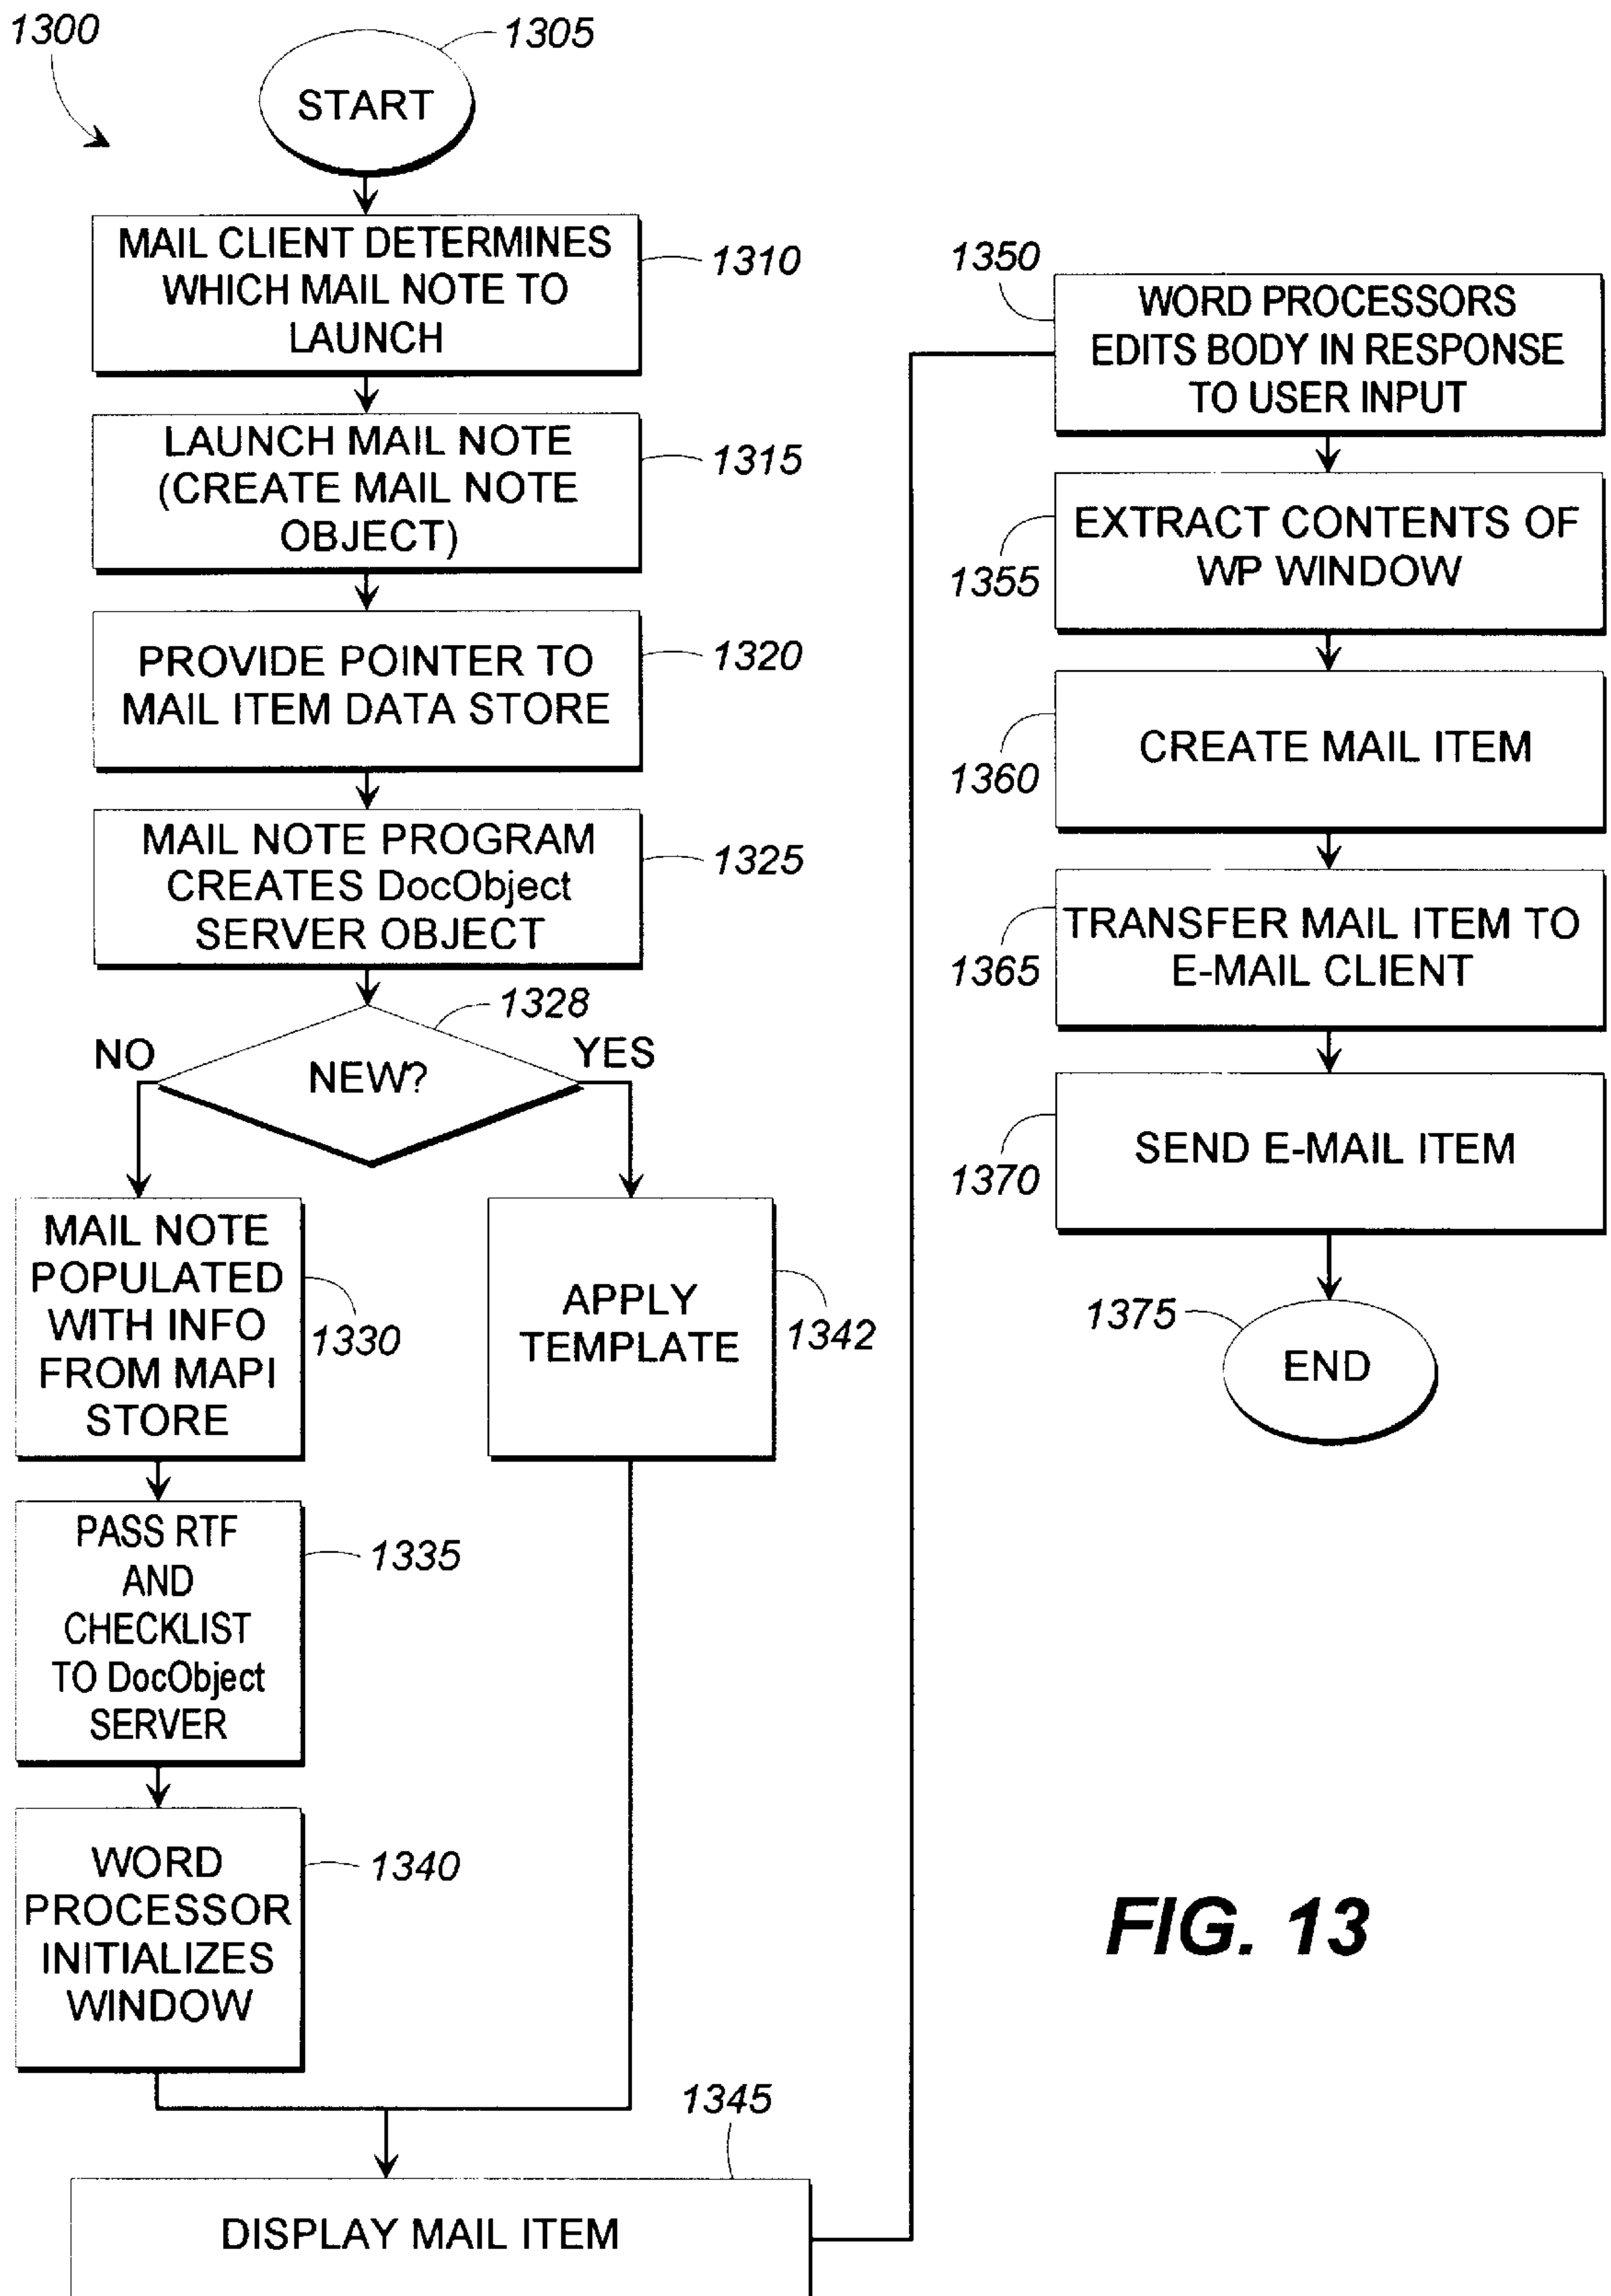 1300
1305
START
MAIL CLIENT DETERMINES
WHICH MAIL NOTE TO
LAUNCH
1310
LAUNCH MAIL NOTE
(CREATE MAIL NOTE
OBJECT)
1315
PROVIDE POINTER TO
MAIL ITEM DATA STORE
1320
MAIL NOTE PROGRAM
CREATES DocObject
SERVER OBJECT
1325
1328
NO
YES
NEW?
MAIL NOTE
POPULATED
WITH INFO
FROM MAPI
STORE
1330
APPLY
TEMPLATE
1342
PASS RTF
AND
CHECKLIST
TO DocObject
SERVER
1335
WORD
PROCESSOR
INITIALIZES
WINDOW
1340
1345
DISPLAY MAIL ITEM
1350
WORD PROCESSORS
EDITS BODY IN RESPONSE
TO USER INPUT
EXTRACT CONTENTS OF
WP WINDOW
1355
CREATE MAIL ITEM
1360
TRANSFER MAIL ITEM TO
E-MAIL CLIENT
1365
SEND E-MAIL ITEM
1370
1375
END
FIG. 13